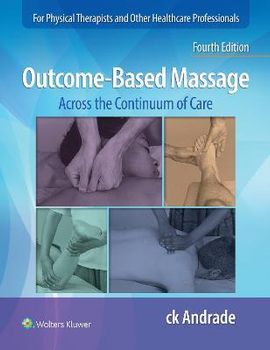 For Physical Therapists and Other Healthcare Professionals
Fourth Edition
Outcome-Based Massage
Across the Continuum of Care
Wolters Kluwer
ck Andrade